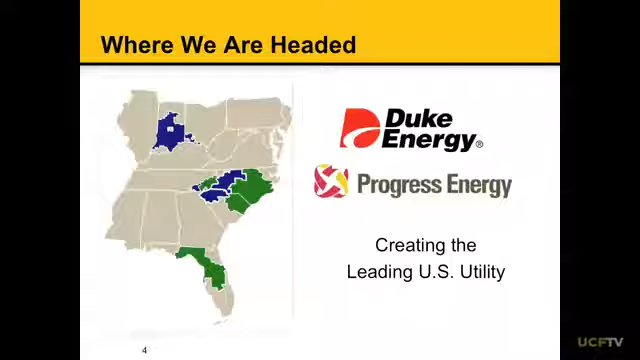 Where We Are Headed
Duke
Energy®
Progress Energy
Creating the
Leading U.S. Utility
4
UCFTV